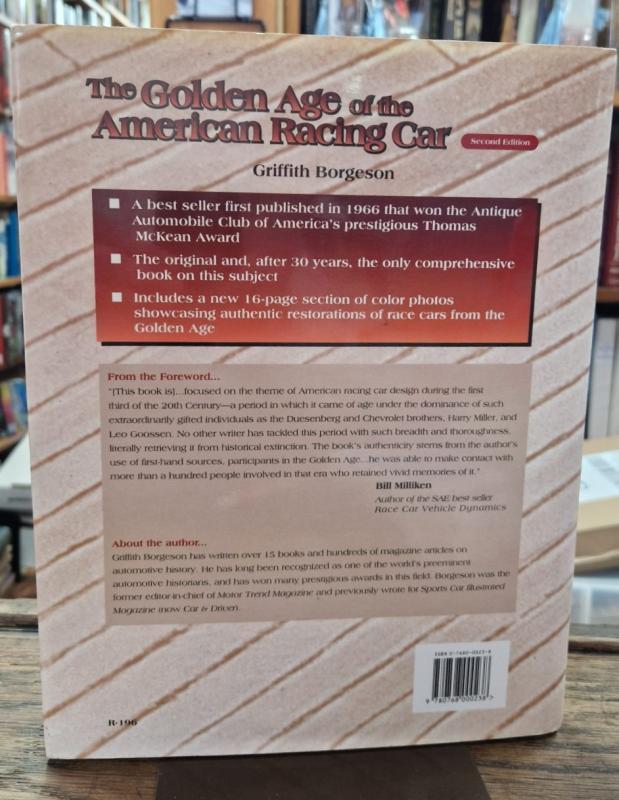 The Golden Age of the
American Racing Car
Second Edition
Griffith Borgeson
■ A best seller first published in 1966 that won the Antique
Automobile Club of America's prestigious Thomas
McKean Award
■ The original and, after 30 years, the only comprehensive
book on this subject
■ Includes a new 16-page section of color photos
showcasing authentic restorations of race cars from the
Golden Age
From the Foreword...
"[This book is]...focused on the theme of American racing car design during the first
third of the 20th Century—a period in which it came of age under the dominance of such
extraordinarily gifted individuals as the Duesenberg and Chevrolet brothers, Harry Miller, and
Leo Goossen. No other writer has tackled this period with such breadth and thoroughness,
literally retrieving it from historical extinction. The book's authenticity stems from the author's
use of first-hand sources, participants in the Golden Age...he was able to make contact with
more than a hundred people involved in that era who retained vivid memories of it."
Bill Milliken
Author of the SAE best seller
Race Car Vehicle Dynamics
About the author...
Griffith Borgeson has written over 15 books and hundreds of magazine articles on
automotive history. He has long been recognized as one of the world's preeminent
automotive historians, and has won many prestigious awards in this field. Borgeson was the
former editor-in-chief of Motor Trend Magazine and previously wrote for Sports Car Illustrated
Magazine (now Car & Driver).
ISBN 0-7680-0023-8
9 780768 000238 >
R-196